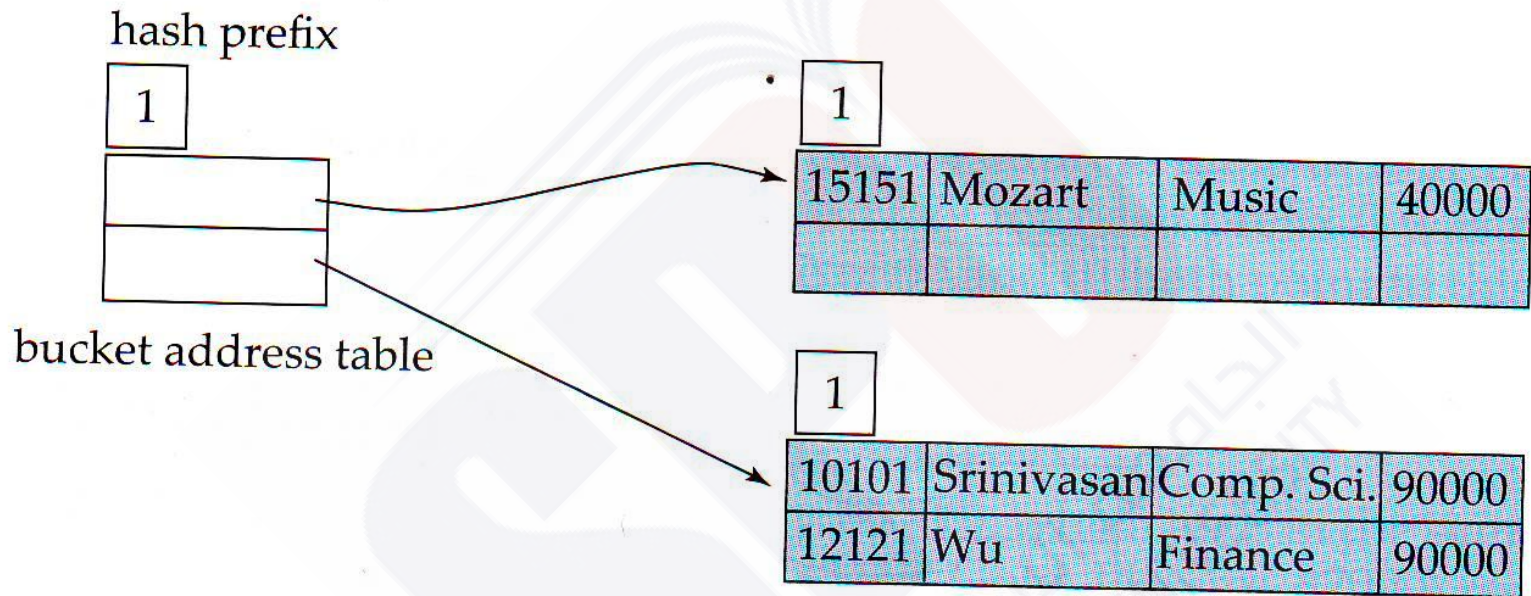 hash prefix
1
1
15151 Mozart Music 40000
bucket address table
1
10101 Srinivasan Comp. Sci. 90000
12121 Wu Finance 90000